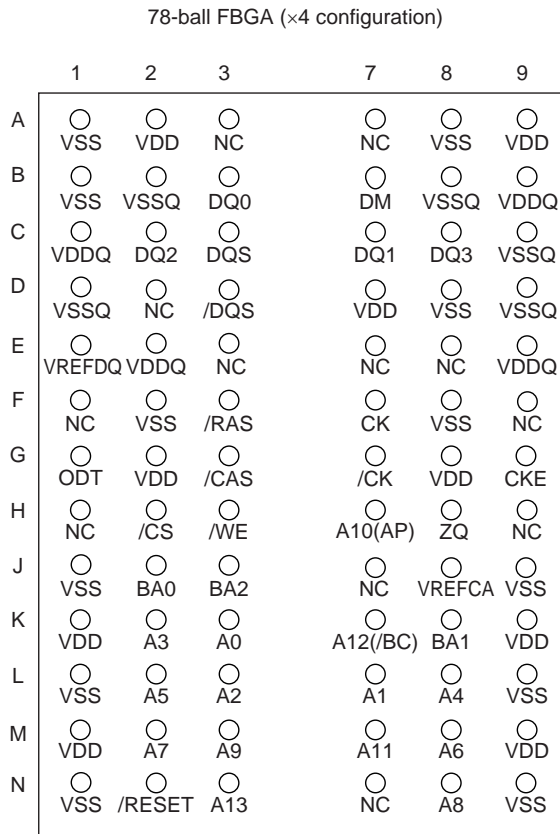 78-ball FBGA (×4 configuration)
1 2 3 7 8 9
A
VSS VDD NC NC VSS VDD
B
VSS VSSQ DQ0 DM VSSQ VDDQ
C
VDDQ DQ2 DQS DQ1 DQ3 VSSQ
D
VSSQ NC /DQS VDD VSS VSSQ
E
VREFDQ VDDQ NC NC NC VDDQ
F
NC VSS /RAS CK VSS NC
G
ODT VDD /CAS /CK VDD CKE
H
NC /CS /WE A10(AP) ZQ NC
J
VSS BA0 BA2 NC VREFCA VSS
K
VDD A3 A0 A12(/BC) BA1 VDD
L
VSS A5 A2 A1 A4 VSS
M
VDD A7 A9 A11 A6 VDD
N
VSS /RESET A13 NC A8 VSS